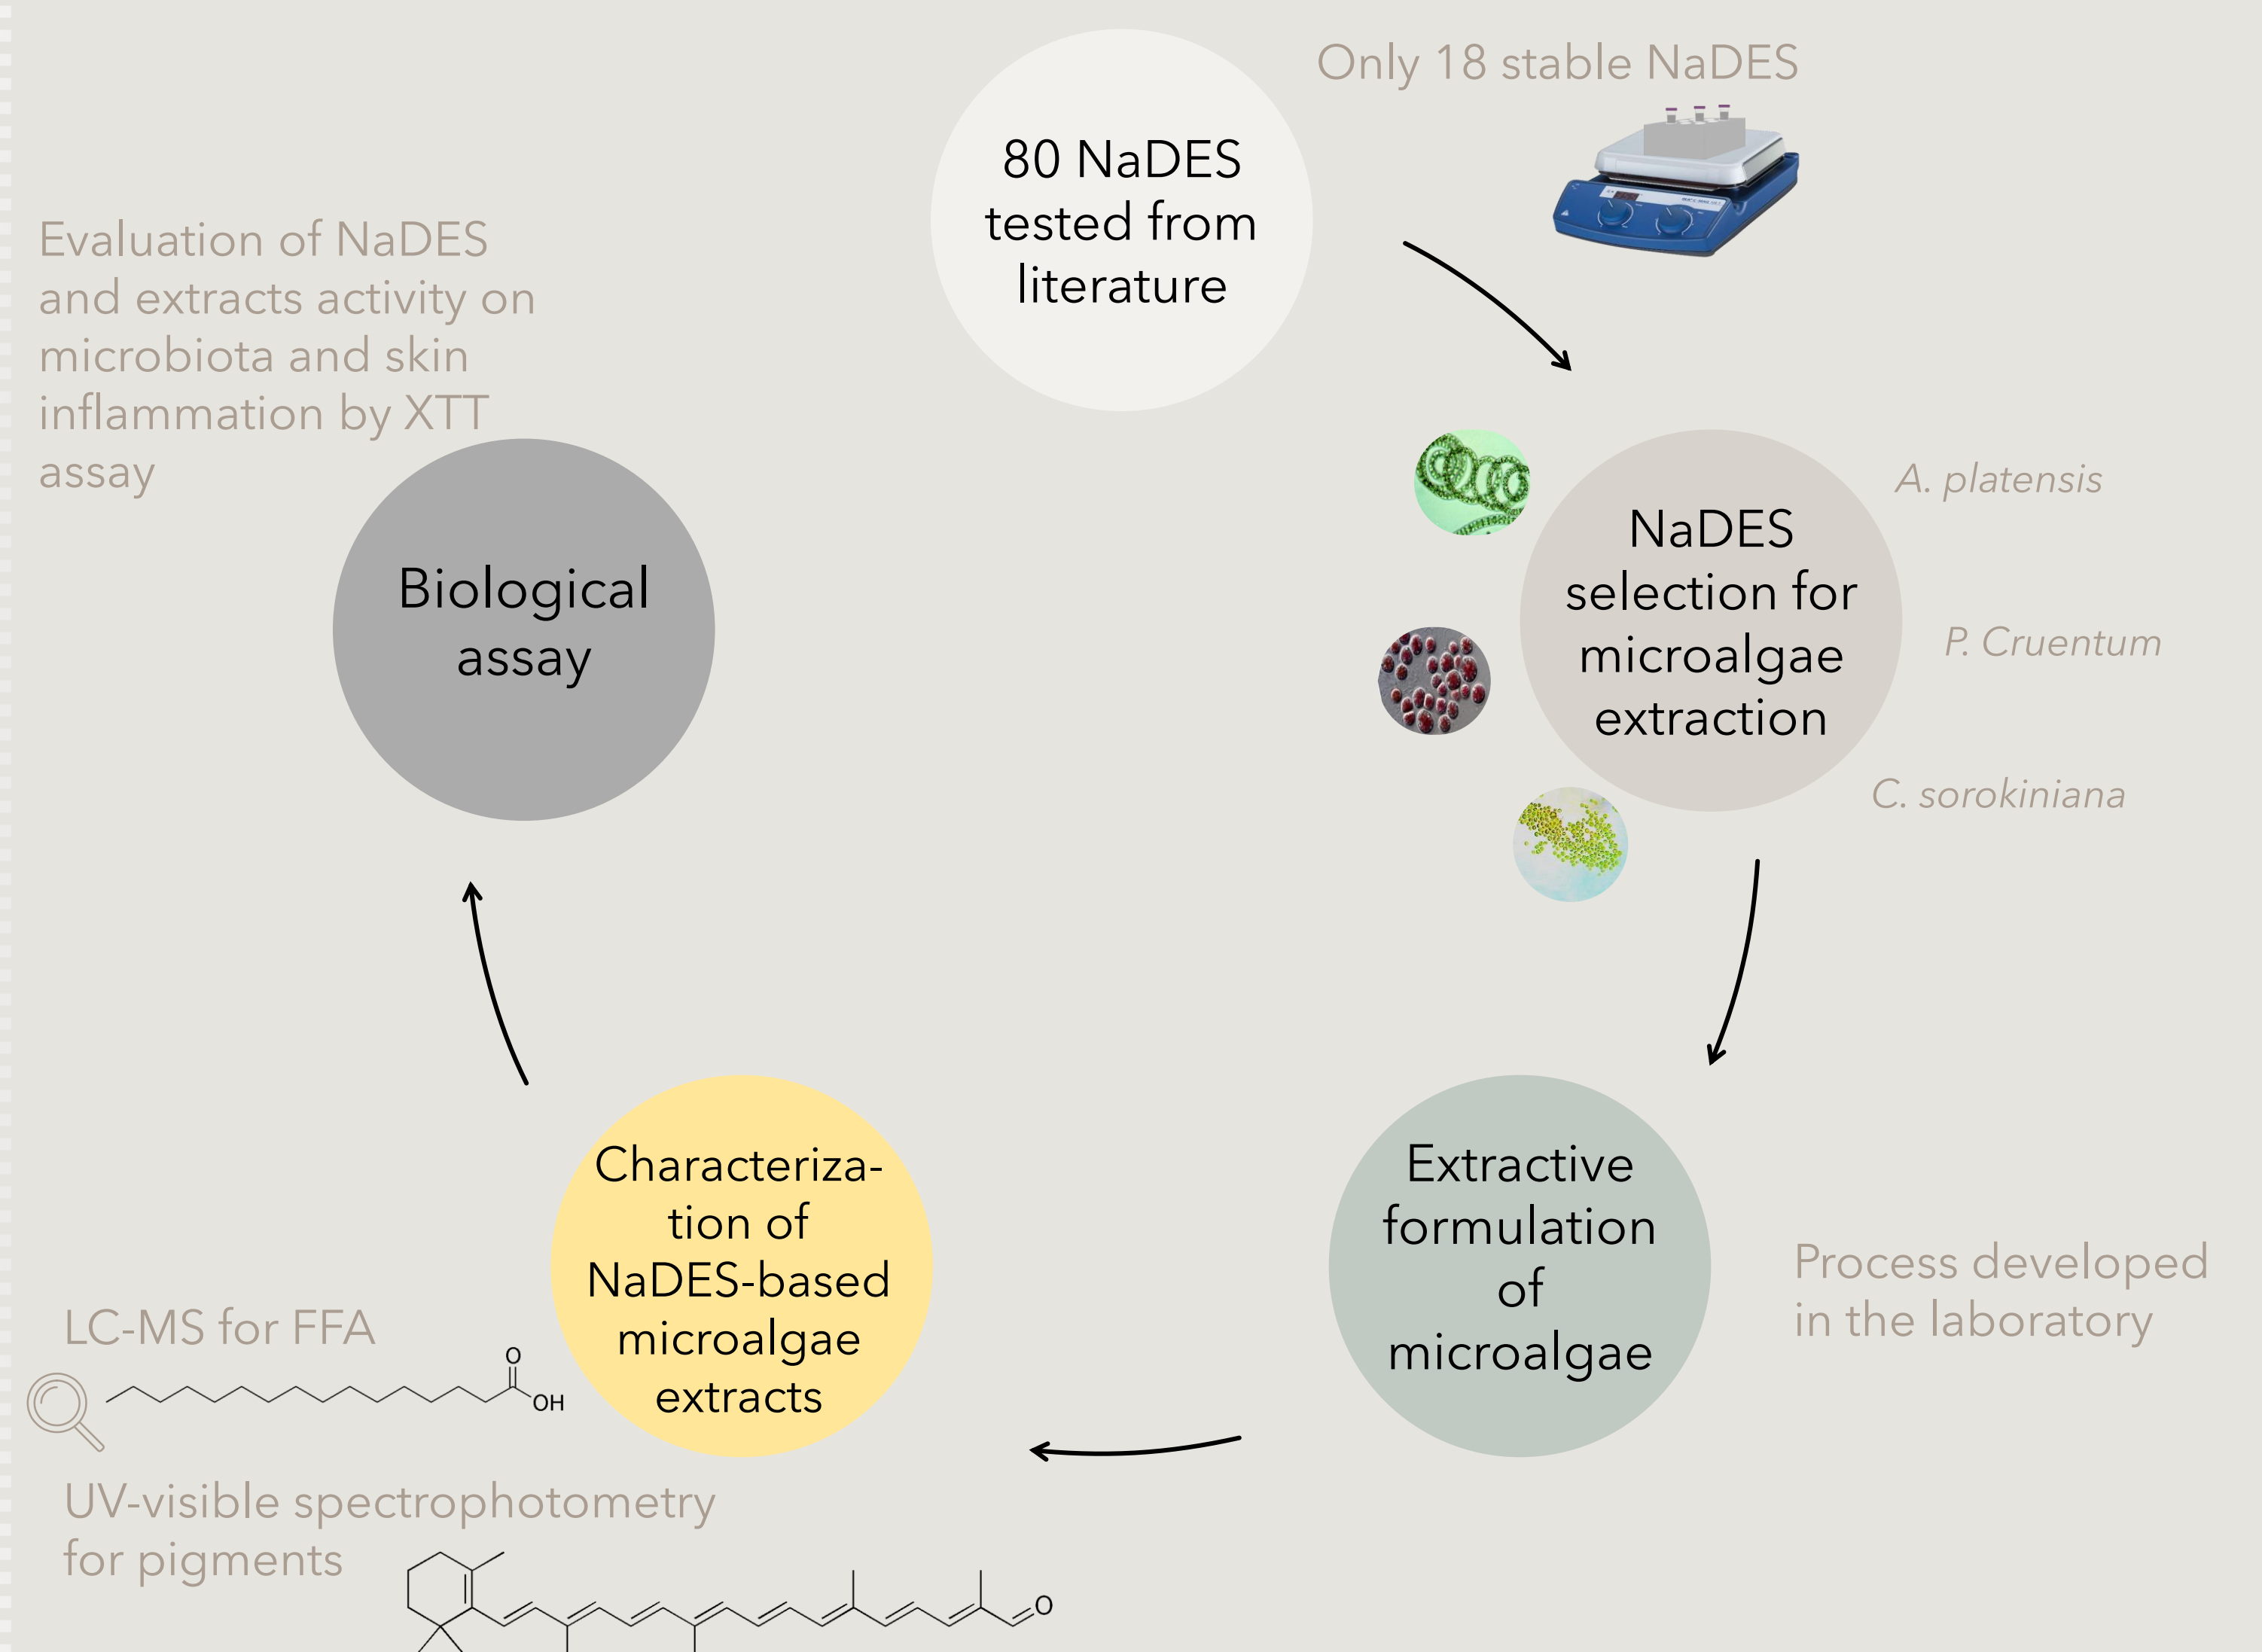 80 NaDES
tested from
literature
Only 18 stable NaDES
NaDES
selection for
microalgae
extraction
A. platensis
P. Cruentum
C. sorokiniana
Extractive
formulation
of
microalgae
Process developed
in the laboratory
Characteriza-
tion of
NaDES-based
microalgae
extracts
LC-MS for FFA
O
OH
UV-visible spectrophotometry
for pigments
O
Biological
assay
Evaluation of NaDES
and extracts activity on
microbiota and skin
inflammation by XTT
assay